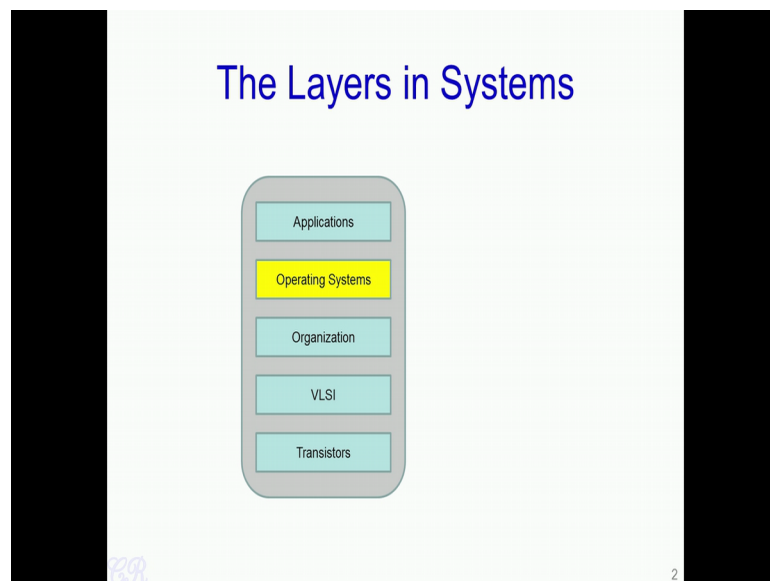 The Layers in Systems
Applications
Operating Systems
Organization
VLSI
Transistors
2